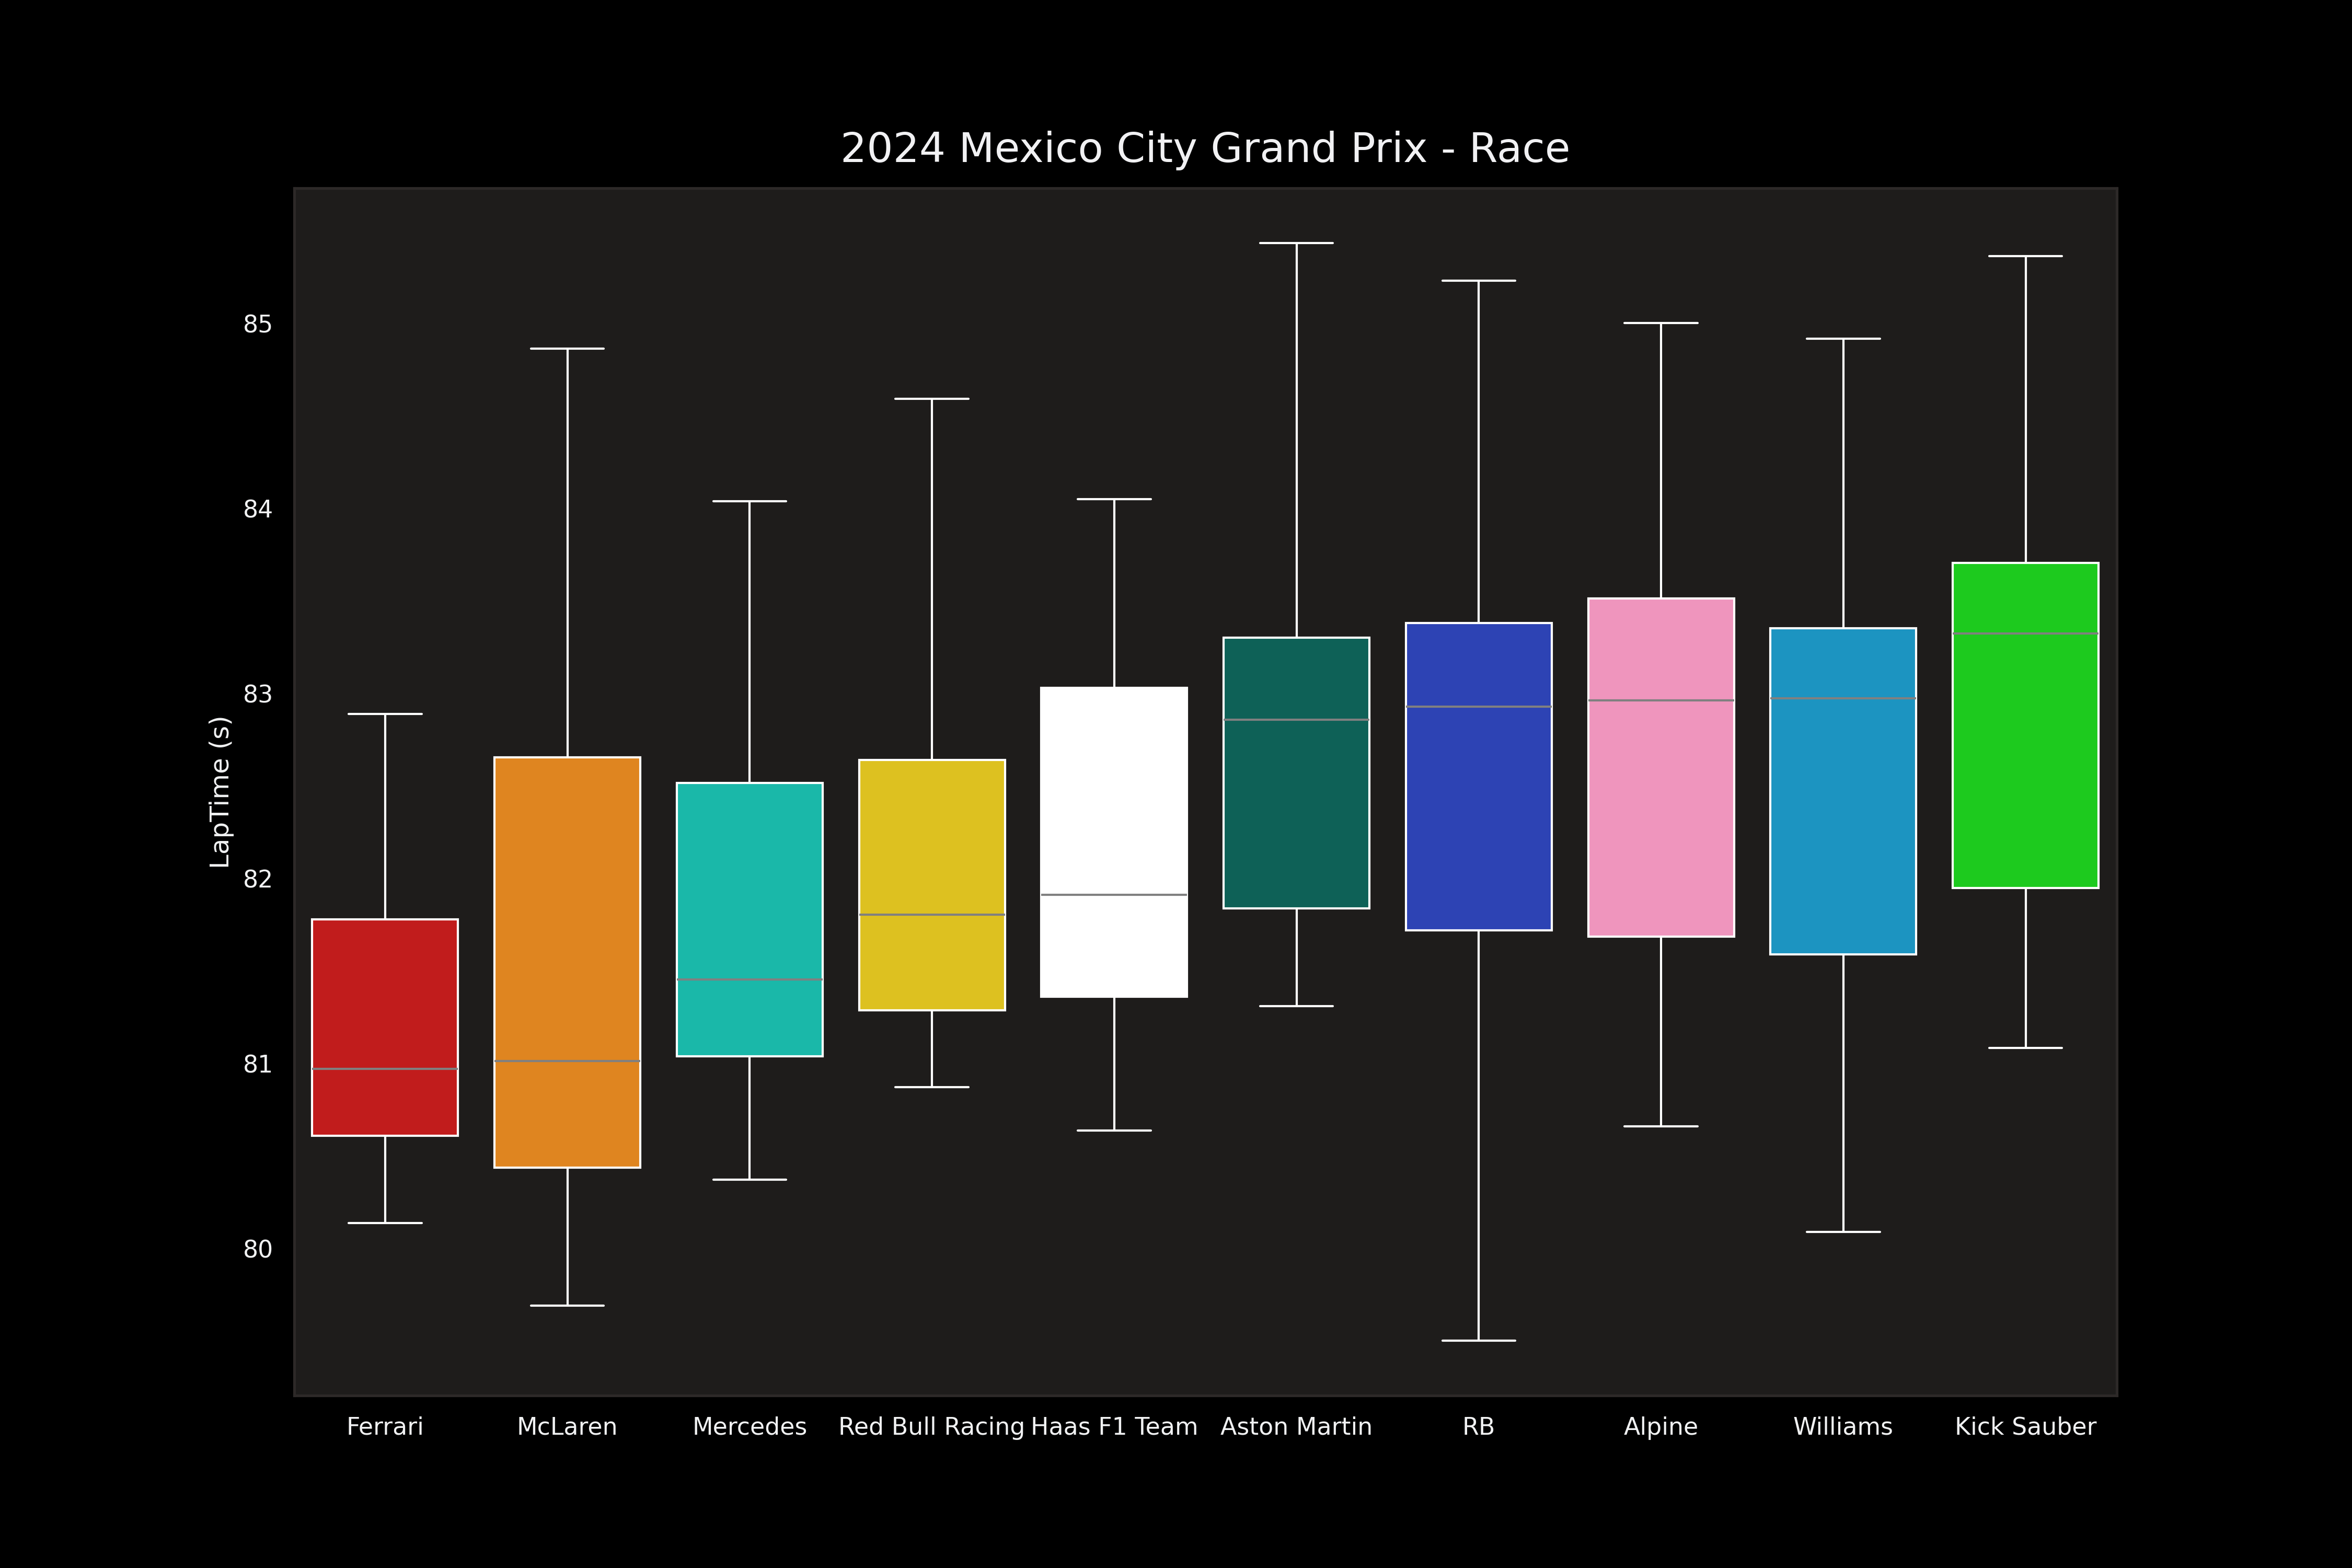 2024 Mexico City Grand Prix - Race
LapTime (s)
85
84
83
82
81
80
Ferrari McLaren Mercedes Red Bull Racing Haas F1 Team Aston Martin RB Alpine Williams Kick Sauber